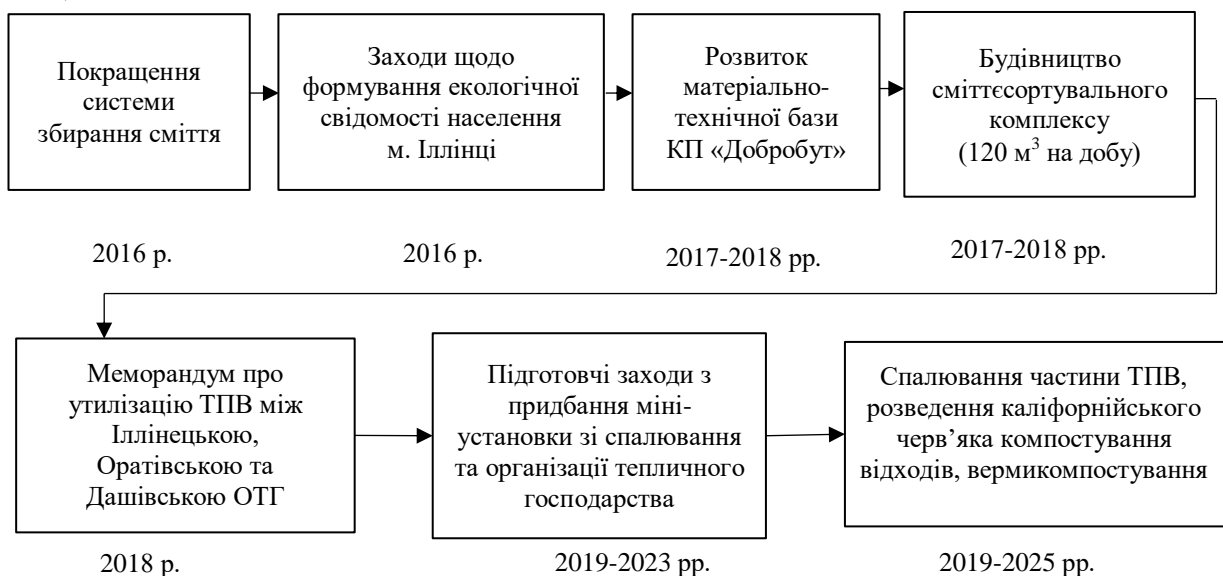 Покращення
системи
збирання сміття
Заходи щодо
формування екологічної
свідомості населення
м. Іллінці
Розвиток
матеріально-
технічної бази
КП «Добробут»
Будівництво
сміттєсортувального
комплексу
(120 м³ на добу)
2016 р.
2016 р.
2017-2018 рр.
2017-2018 рр.
Меморандум про
утилізацію ТПВ між
Іллінецькою,
Оратівською та
Дашівською ОТГ
Підготовчі заходи з
придбання міні-
установки зі спалювання
та організації тепличного
господарства
Спалювання частини ТПВ,
розведення каліфорнійського
черв’яка компостування
відходів, вермикомпостування
2018 р.
2019-2023 рр.
2019-2025 рр.